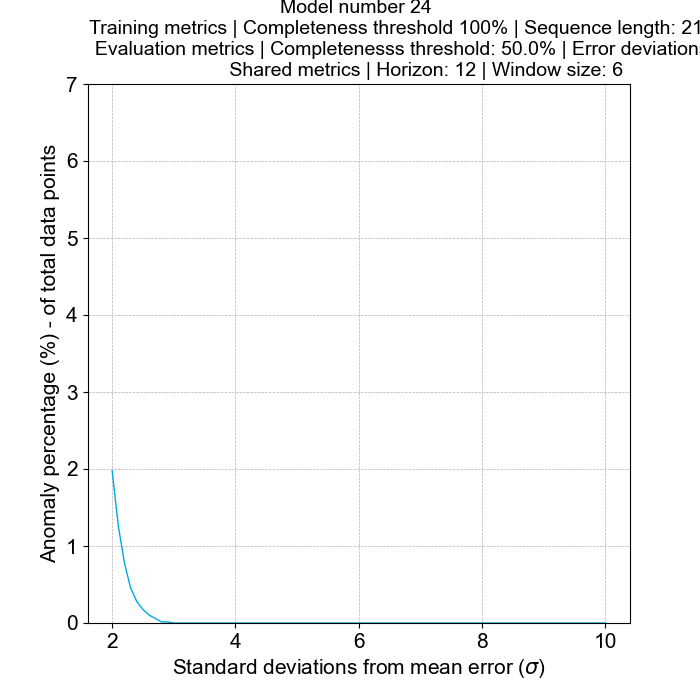 Model number 24
Training metrics | Completeness threshold 100% | Sequence length: 21
Evaluation metrics | Completenesss threshold: 50.0% | Error deviation
Shared metrics | Horizon: 12 | Window size: 6
7
6
5
4
3
2
1
0
Anomaly percentage (%) - of total data points
2 4 6 8 10
Standard deviations from mean error (σ)